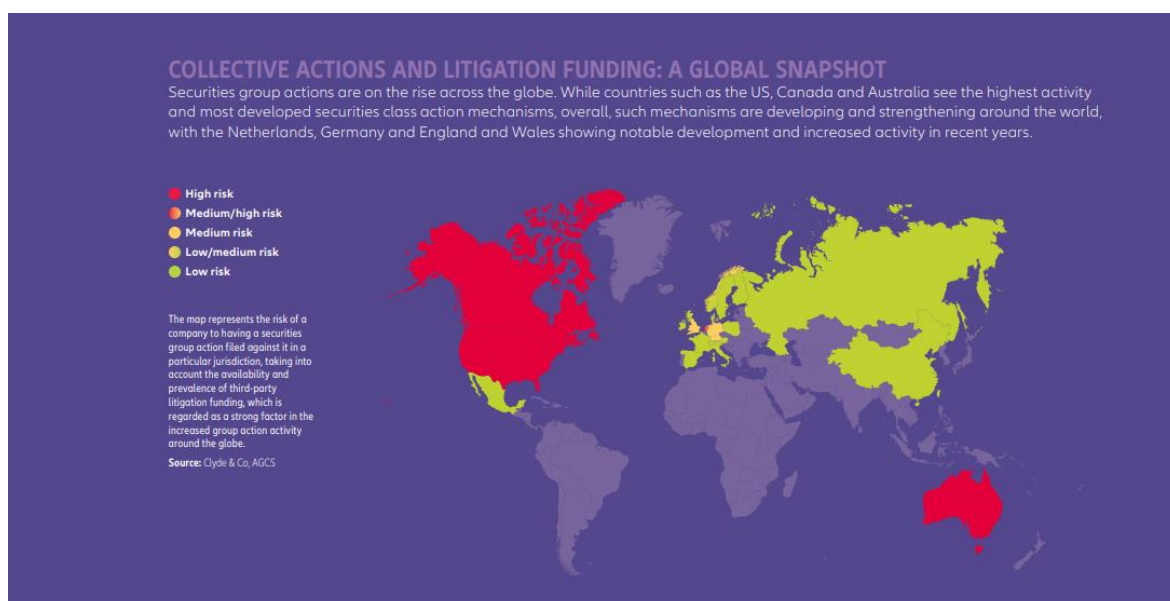 COLLECTIVE ACTIONS AND LITIGATION FUNDING: A GLOBAL SNAPSHOT
Securities group actions are on the rise across the globe. While countries such as the US, Canada and Australia see the highest activity
and most developed securities class action mechanisms, overall, such mechanisms are developing and strengthening around the world,
with the Netherlands, Germany and England and Wales showing notable development and increased activity in recent years.
High risk
Medium/high risk
Medium risk
Low/medium risk
Low risk
The map represents the risk of a
company to having a securities
group action filed against it in a
particular jurisdiction, taking into
account the availability and
prevalence of third-party
litigation funding, which is
regarded as a strong factor in the
increased group action activity
around the globe.
Source: Clyde & Co, AGCS